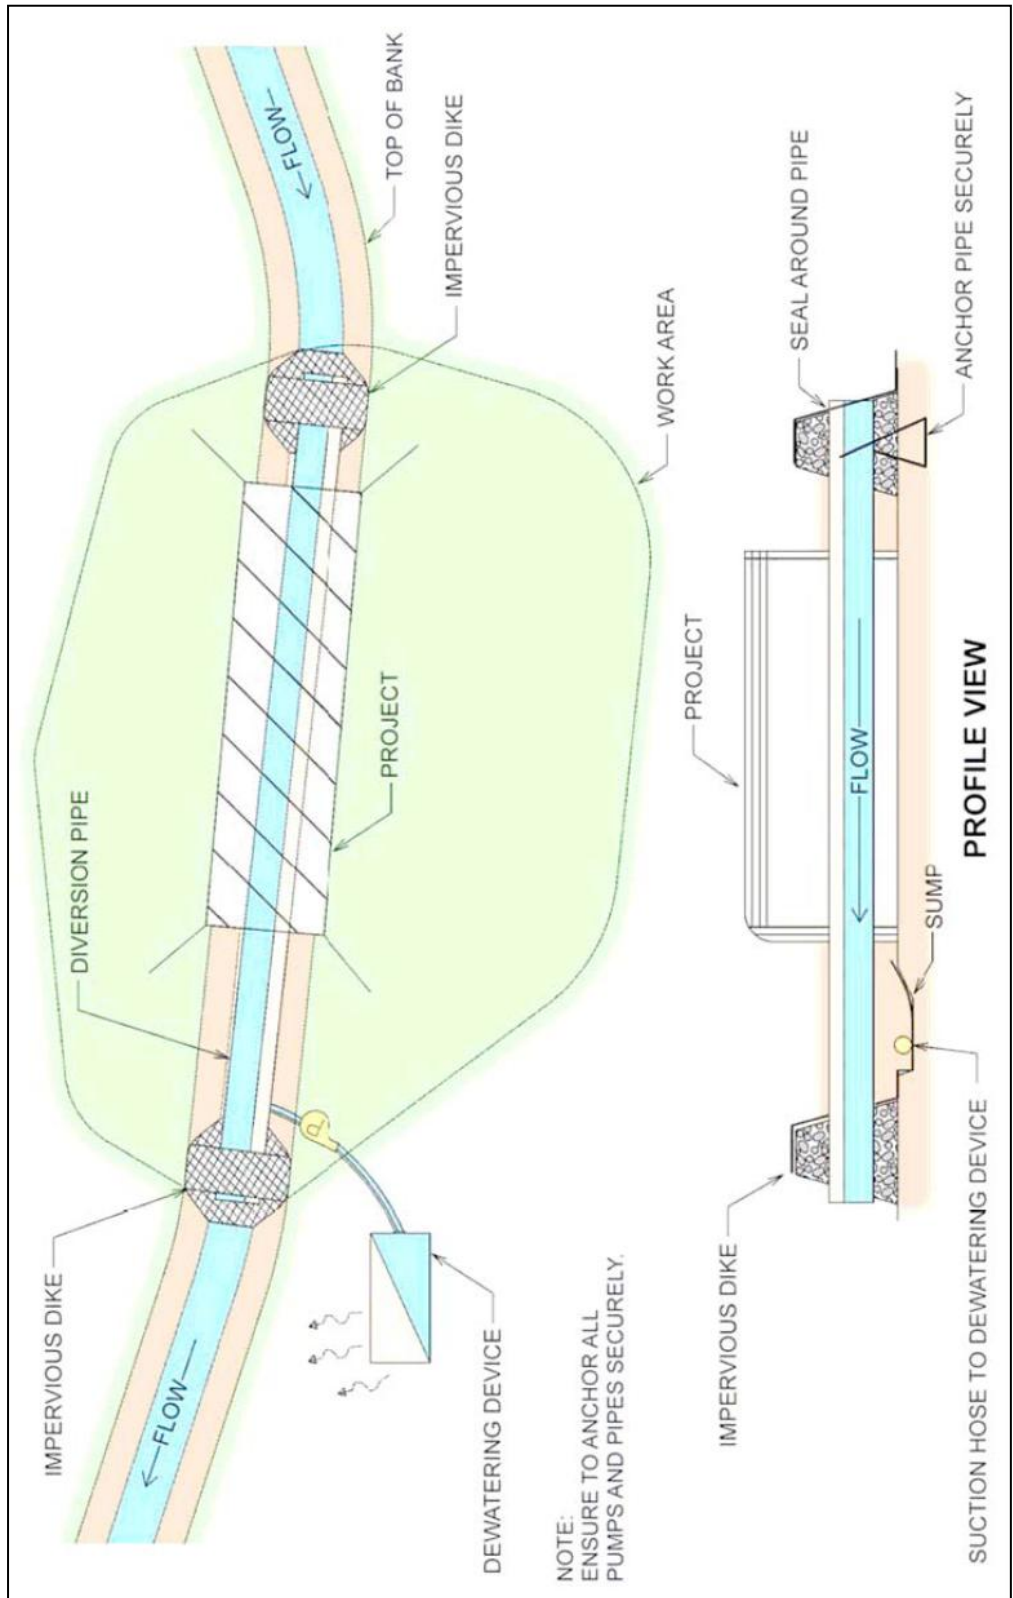 IMPERVIOUS DIKE
DIVERSION PIPE
FLOW
TOP OF BANK
IMPERVIOUS DIKE
FLOW
PROJECT
WORK AREA
P
DEWATERING DEVICE
NOTE:
ENSURE TO ANCHOR ALL
PUMPS AND PIPES SECURELY.
PROJECT
SEAL AROUND PIPE
IMPERVIOUS DIKE
FLOW
SUMP
ANCHOR PIPE SECURELY
SUCTION HOSE TO DEWATERING DEVICE
PROFILE VIEW